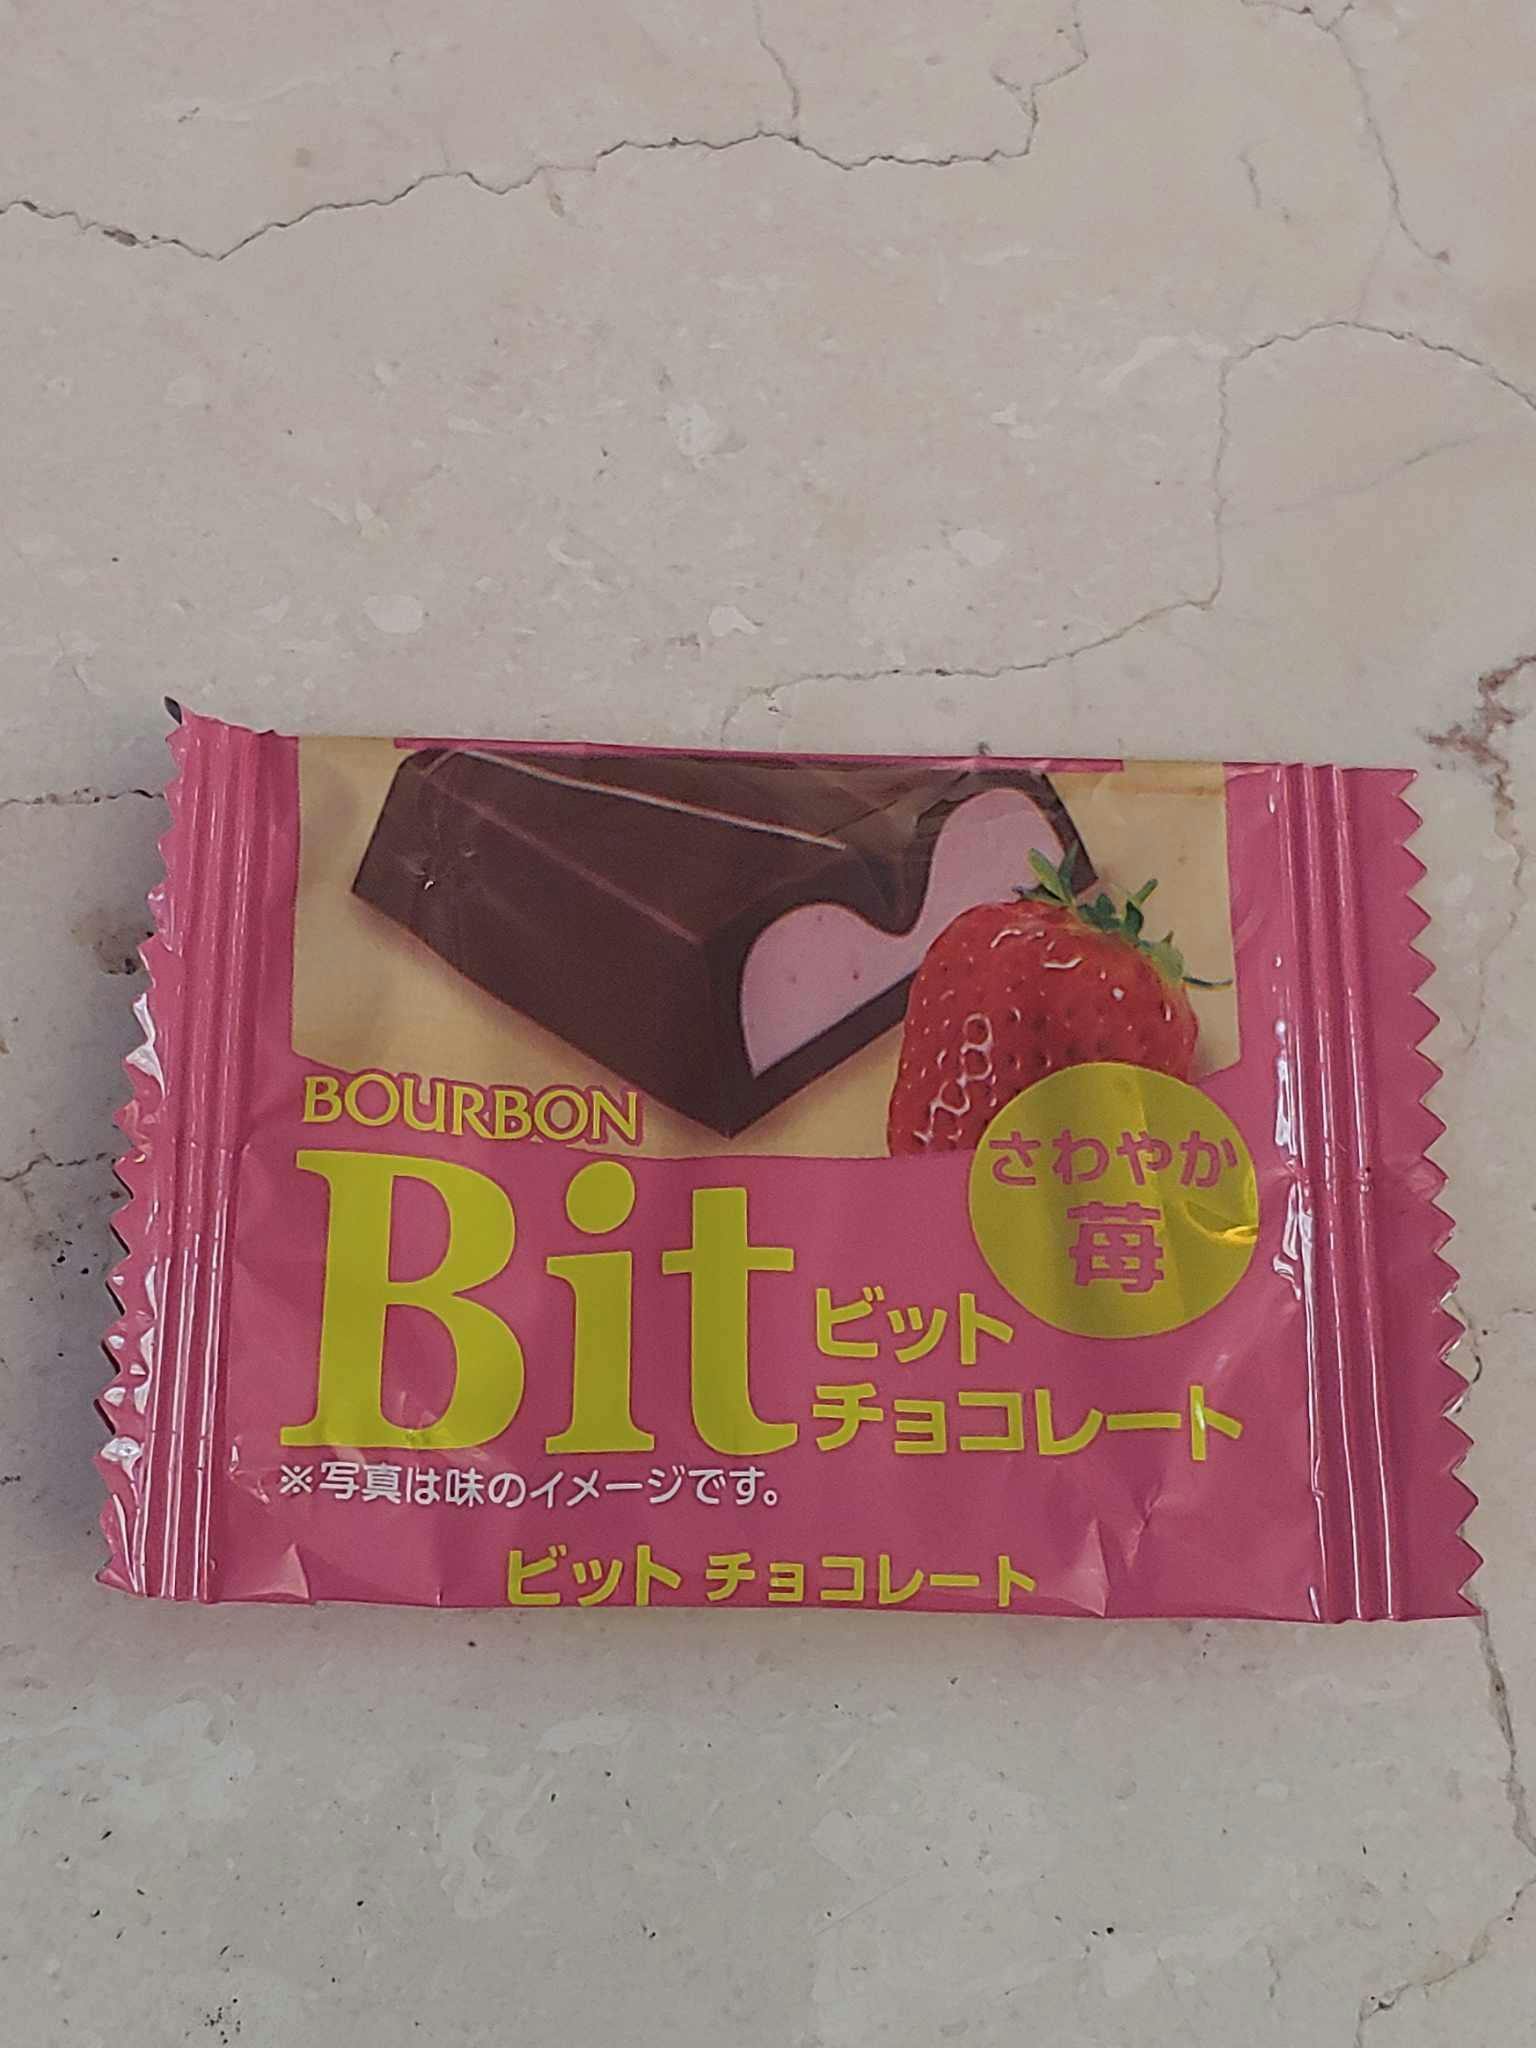 BOURBON
さわやか
苺
Bit
ビット
チョコレート
※写真は味のイメージです。
ビット チョコレート